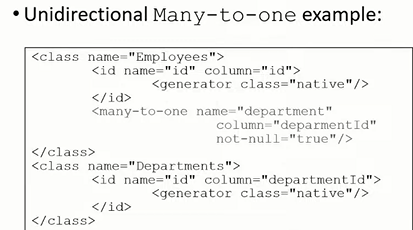 • Unidirectional Many-to-one example:
<class name="Employees">
<id name="id" column="id">
<generator class="native"/>
</id>
<many-to-one name="department"
column="deparmentId"
not-null="true"/>
</class>
<class name="Departments">
<id name="id" column="departmentId">
<generator class="native"/>
</id>
</class>